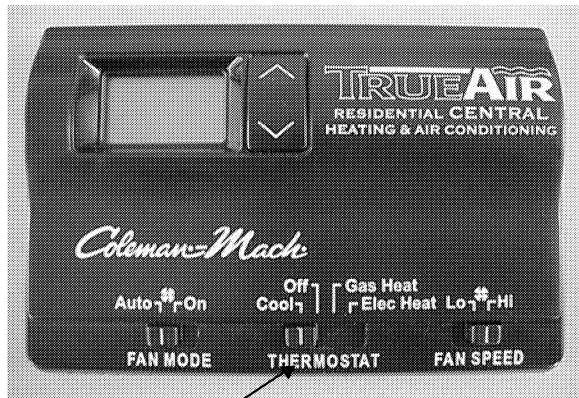 TRUEAIR
RESIDENTIAL CENTRAL
HEATING & AIR CONDITIONING
Coleman-Mach
Off Gas Heat
Auto On Cool Elec Heat Lo Hi
FAN MODE THERMOSTAT FAN SPEED